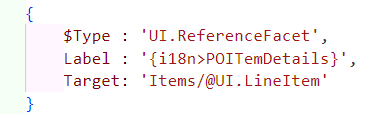 {
$Type : 'UI.ReferenceFacet',
Label : '{i18n>POITemDetails}',
Target: 'Items/@UI.LineItem'
}